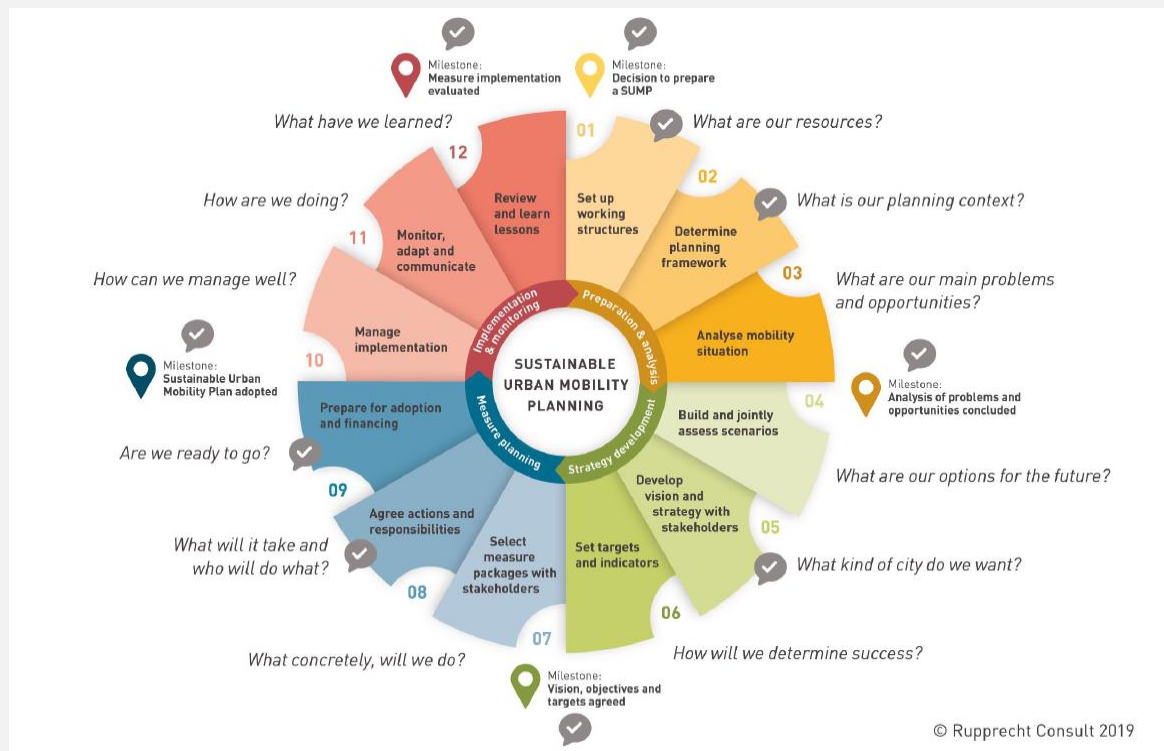 Milestone:
Measure implementation
evaluated
Milestone:
Decision to prepare
a SUMP
What have we learned?
What are our resources?
12
01
Review
and learn
lessons
Set up
working
structures
How are we doing?
What is our planning context?
11
02
Monitor,
adapt and
communicate
Determine
planning
framework
How can we manage well?
What are our main problems
and opportunities?
10
03
Manage
implementation
Analyse mobility
situation
Milestone:
Sustainable Urban
Mobility Plan adopted
Implementation
& monitoring
Preparation & analysis
SUSTAINABLE
URBAN MOBILITY
PLANNING
Measure planning
Strategy development
Milestone:
Analysis of problems and
opportunities concluded
04
Build and jointly
assess scenarios
What are our options for the future?
Prepare for adoption
and financing
Are we ready to go?
09
05
Develop
vision and
strategy with
stakeholders
What kind of city do we want?
Agree actions and
responsibilities
What will it take and
who will do what?
08
06
Set targets
and indicators
How will we determine success?
Select
measure
packages with
stakeholders
07
What concretely, will we do?
Milestone:
Vision, objectives and
targets agreed
© Rupprecht Consult 2019